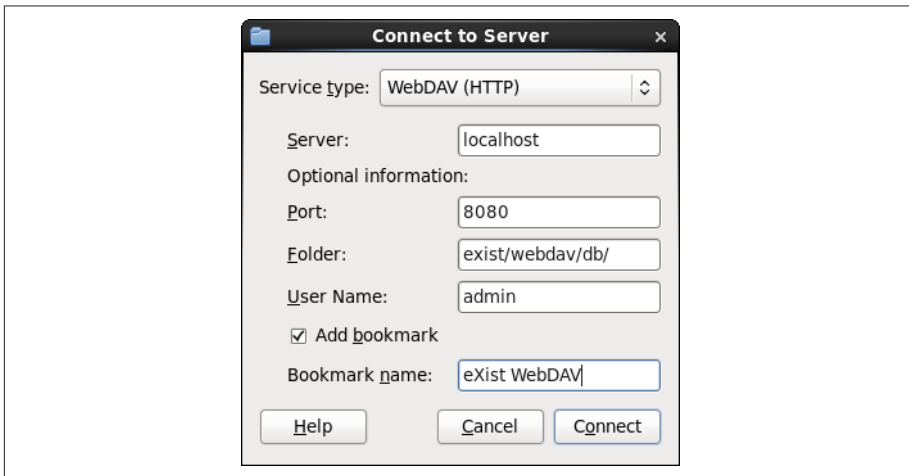 Connect to Server
Service type: WebDAV (HTTP)
Server: localhost
Optional information:
Port: 8080
Folder: exist/webdav/db/
User Name: admin
Add bookmark
Bookmark name: eXist WebDAV
Help Cancel Connect